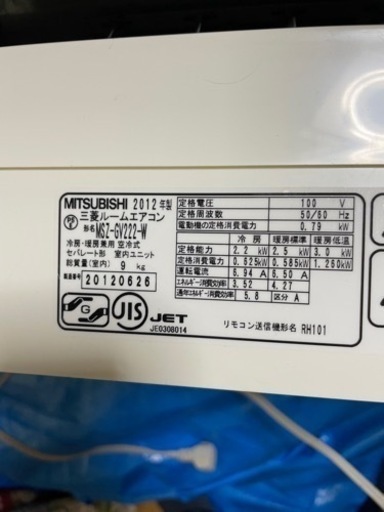 MITSUBISHI 2012年製
三菱ルームエアコン
形名 MSZ-GV222-W
冷房・暖房兼用 空冷式
セパレート形 室内ユニット
総質量(室内) 9 kg
製造番号 20120626
G
JIS
JET
JE0308014
定格電圧 100 V
定格周波数 50/60 Hz
電動機の定格消費電力 0.79 kW
冷房 暖房標準 暖房低温
定格能力 2.2 kW 2.5 kW 3.0 kW
定格消費電力 0.625kW 0.585kW 1.260kW
運転電流 6.94 A 6.50 A
エネルギー消費効率 3.52 4.27
通年エネルギー消費効率 5.8 区分 A
リモコン送信機形名 RH101